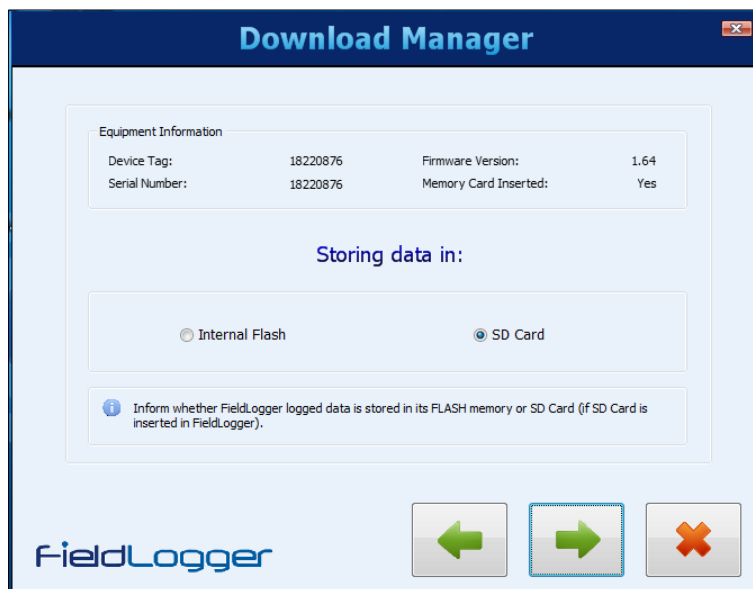 Download Manager
Equipment Information
Device Tag: 18220876 Firmware Version: 1.64
Serial Number: 18220876 Memory Card Inserted: Yes
Storing data in:
Internal Flash SD Card
Inform whether FieldLogger logged data is stored in its FLASH memory or SD Card (if SD Card is
inserted in FieldLogger).
FieldLogger